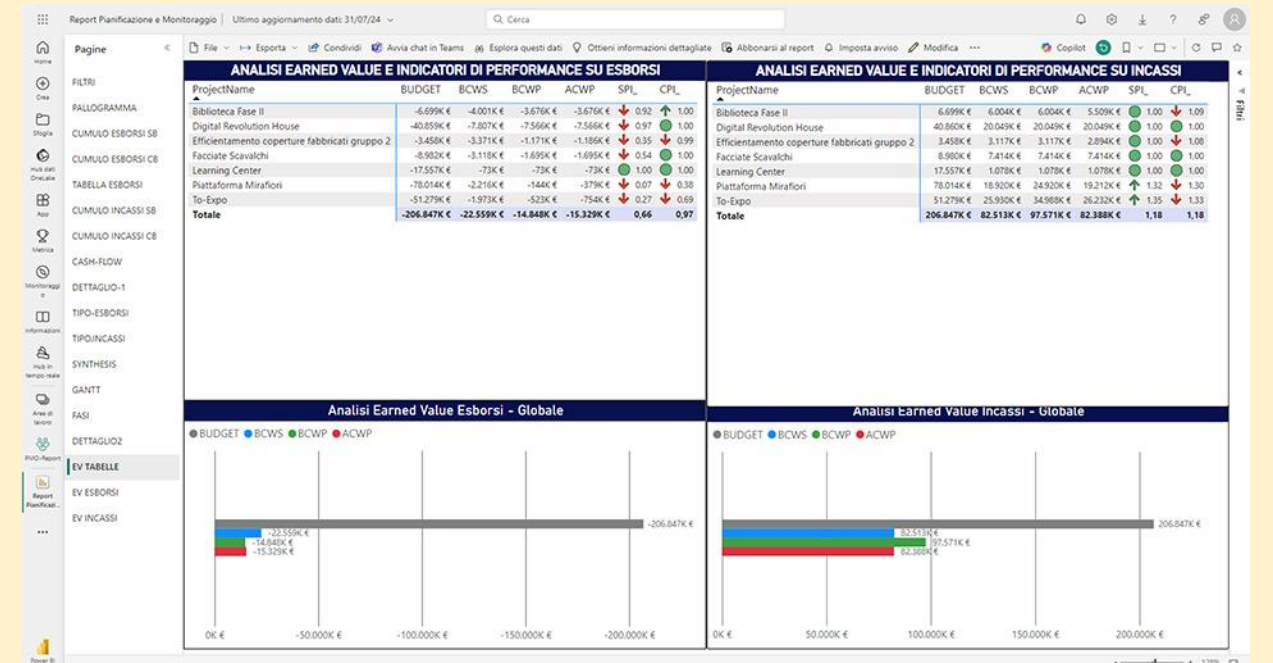 Report Pianificazione e Monitoraggio | Ultimo aggiornamento dati: 31/07/24
Cerca
Home
Crea
Sfoglia
Hub dati OneLake
App
Metrica
Monitoraggio
Informazioni
Hub in tempo reale
Aree di lavoro
PMO-Report
Report Pianificazi...
Power BI
Pagine
FILTRI
PALLOGRAMMA
CUMULO ESBORSI SB
CUMULO ESBORSI CB
TABELLA ESBORSI
CUMULO INCASSI SB
CUMULO INCASSI CB
CASH-FLOW
DETTAGLIO-1
TIPO-ESBORSI
TIPOINCASSI
SYNTHESIS
GANTT
FASI
DETTAGLIO2
EV TABELLE
EV ESBORSI
EV INCASSI
File Esporta Condividi Avvia chat in Teams Esplora questi dati Ottieni informazioni dettagliate Abbonarsi al report Imposta avviso Modifica ... Copilot
ANALISI EARNED VALUE E INDICATORI DI PERFORMANCE SU ESBORSI
ProjectName BUDGET BCWS BCWP ACWP SPI_ CPI_
Biblioteca Fase II -6.699K € -4.001K € -3.676K € -3.676K € 0.92 1.00
Digital Revolution House -40.859K € -7.807K € -7.566K € -7.566K € 0.97 1.00
Efficientamento coperture fabbricati gruppo 2 -3.458K € -3.371K € -1.171K € -1.186K € 0.35 0.99
Facciate Scavalchi -8.982K € -3.118K € -1.695K € -1.695K € 0.54 1.00
Learning Center -17.557K € -73K € -73K € -73K € 1.00 1.00
Piattaforma Mirafiori -78.014K € -2.216K € -144K € -379K € 0.07 0.38
To-Expo -51.279K € -1.973K € -523K € -754K € 0.27 0.69
Totale -206.847K € -22.559K € -14.848K € -15.329K € 0,66 0,97
ANALISI EARNED VALUE E INDICATORI DI PERFORMANCE SU INCASSI
ProjectName BUDGET BCWS BCWP ACWP SPI_ CPI_
Biblioteca Fase II 6.699K € 6.004K € 6.004K € 5.509K € 1.00 1.09
Digital Revolution House 40.860K € 20.049K € 20.049K € 20.049K € 1.00 1.00
Efficientamento coperture fabbricati gruppo 2 3.458K € 3.117K € 3.117K € 2.894K € 1.00 1.08
Facciate Scavalchi 8.980K € 7.414K € 7.414K € 7.414K € 1.00 1.00
Learning Center 17.557K € 1.078K € 1.078K € 1.078K € 1.00 1.00
Piattaforma Mirafiori 78.014K € 18.920K € 24.920K € 19.212K € 1.32 1.30
To-Expo 51.279K € 25.930K € 34.988K € 26.232K € 1.35 1.33
Totale 206.847K € 82.513K € 97.571K € 82.388K € 1,18 1,18
Filtri
Analisi Earned Value Esborsi - Globale
BUDGET BCWS BCWP ACWP
-206.847K €
-22.559K €
-14.848K €
-15.329K €
0K € -50.000K € -100.000K € -150.000K € -200.000K €
Analisi Earned Value Incassi - Globale
BUDGET BCWS BCWP ACWP
206.847K €
82.513K €
97.571K €
82.388K €
0K € 50.000K € 100.000K € 150.000K € 200.000K €